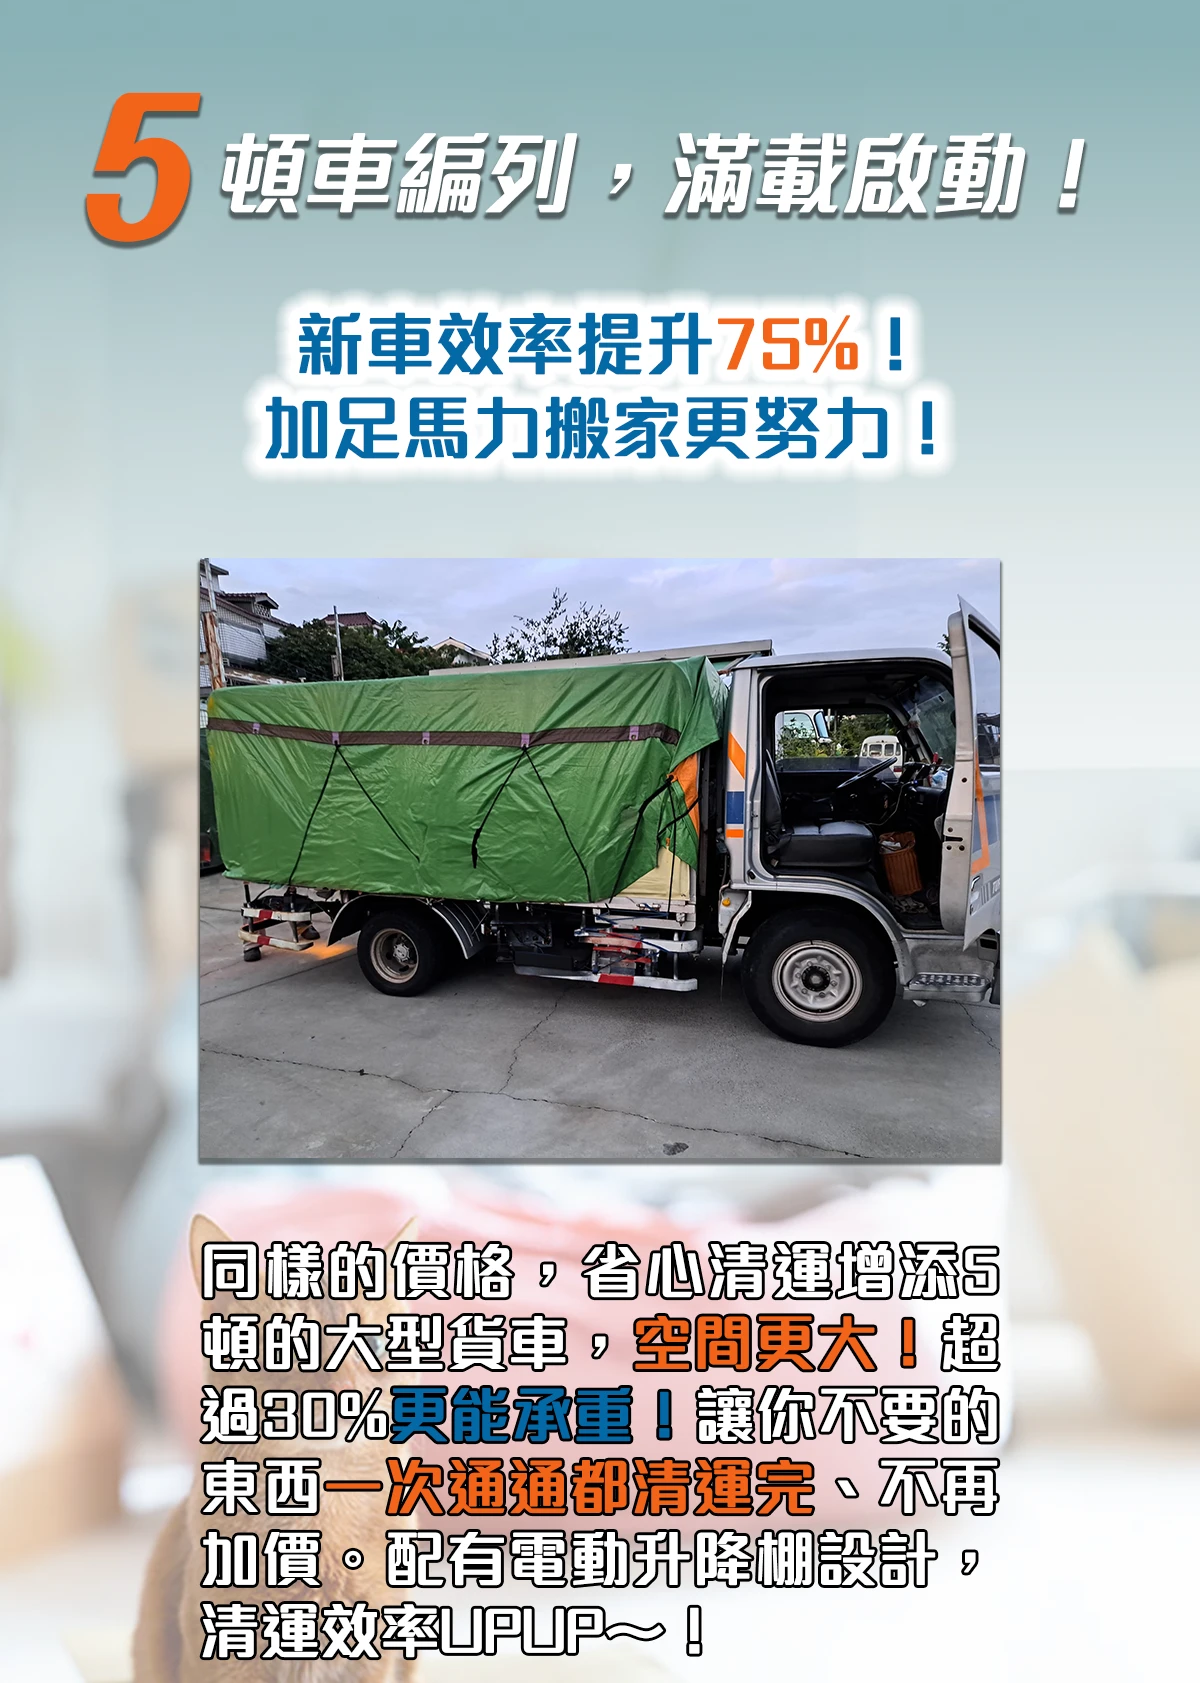 5頓車編列，滿載啟動！
新車效率提升75%！
加足馬力搬家更努力！
同樣的價格，省心清運增添5
頓的大型貨車，空間更大！超
過30%更能承重！讓你不要的
東西一次通通都清運完、不再
加價。配有電動升降棚設計，
清運效率UPUP～！